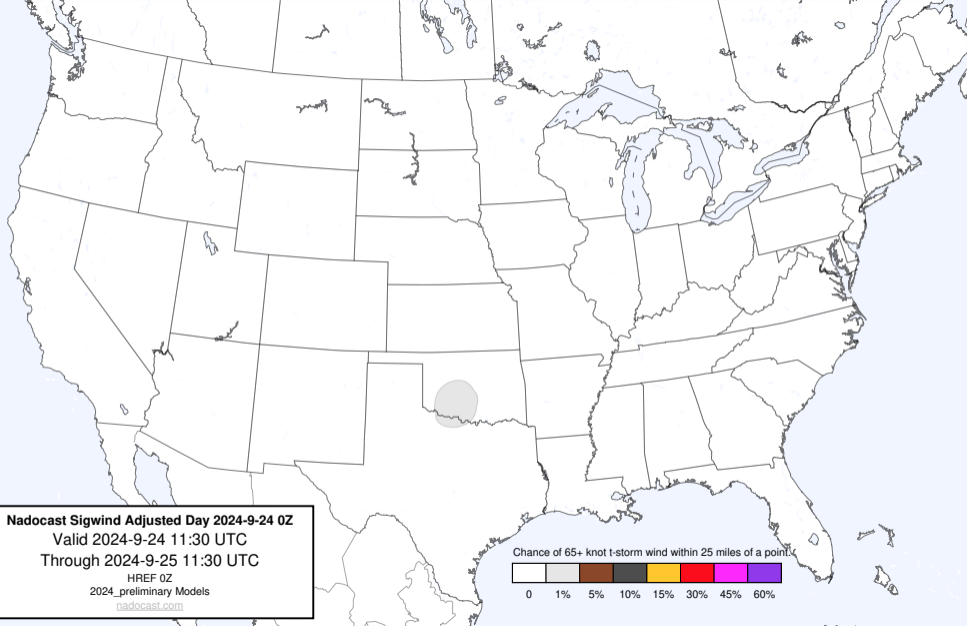 Nadocast Sigwind Adjusted Day 2024-9-24 0Z
Valid 2024-9-24 11:30 UTC
Through 2024-9-25 11:30 UTC
HREF 0Z
2024_preliminary Models
nadocast.com
Chance of 65+ knot t-storm wind within 25 miles of a point.
0 1% 5% 10% 15% 30% 45% 60%